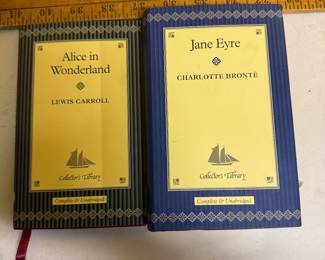 Alice in
Wonderland
LEWIS CARROLL
Collector's Library
Complete & Unabridged
Jane Eyre
CHARLOTTE BRONTË
Collector's Library
Complete & Unabridged